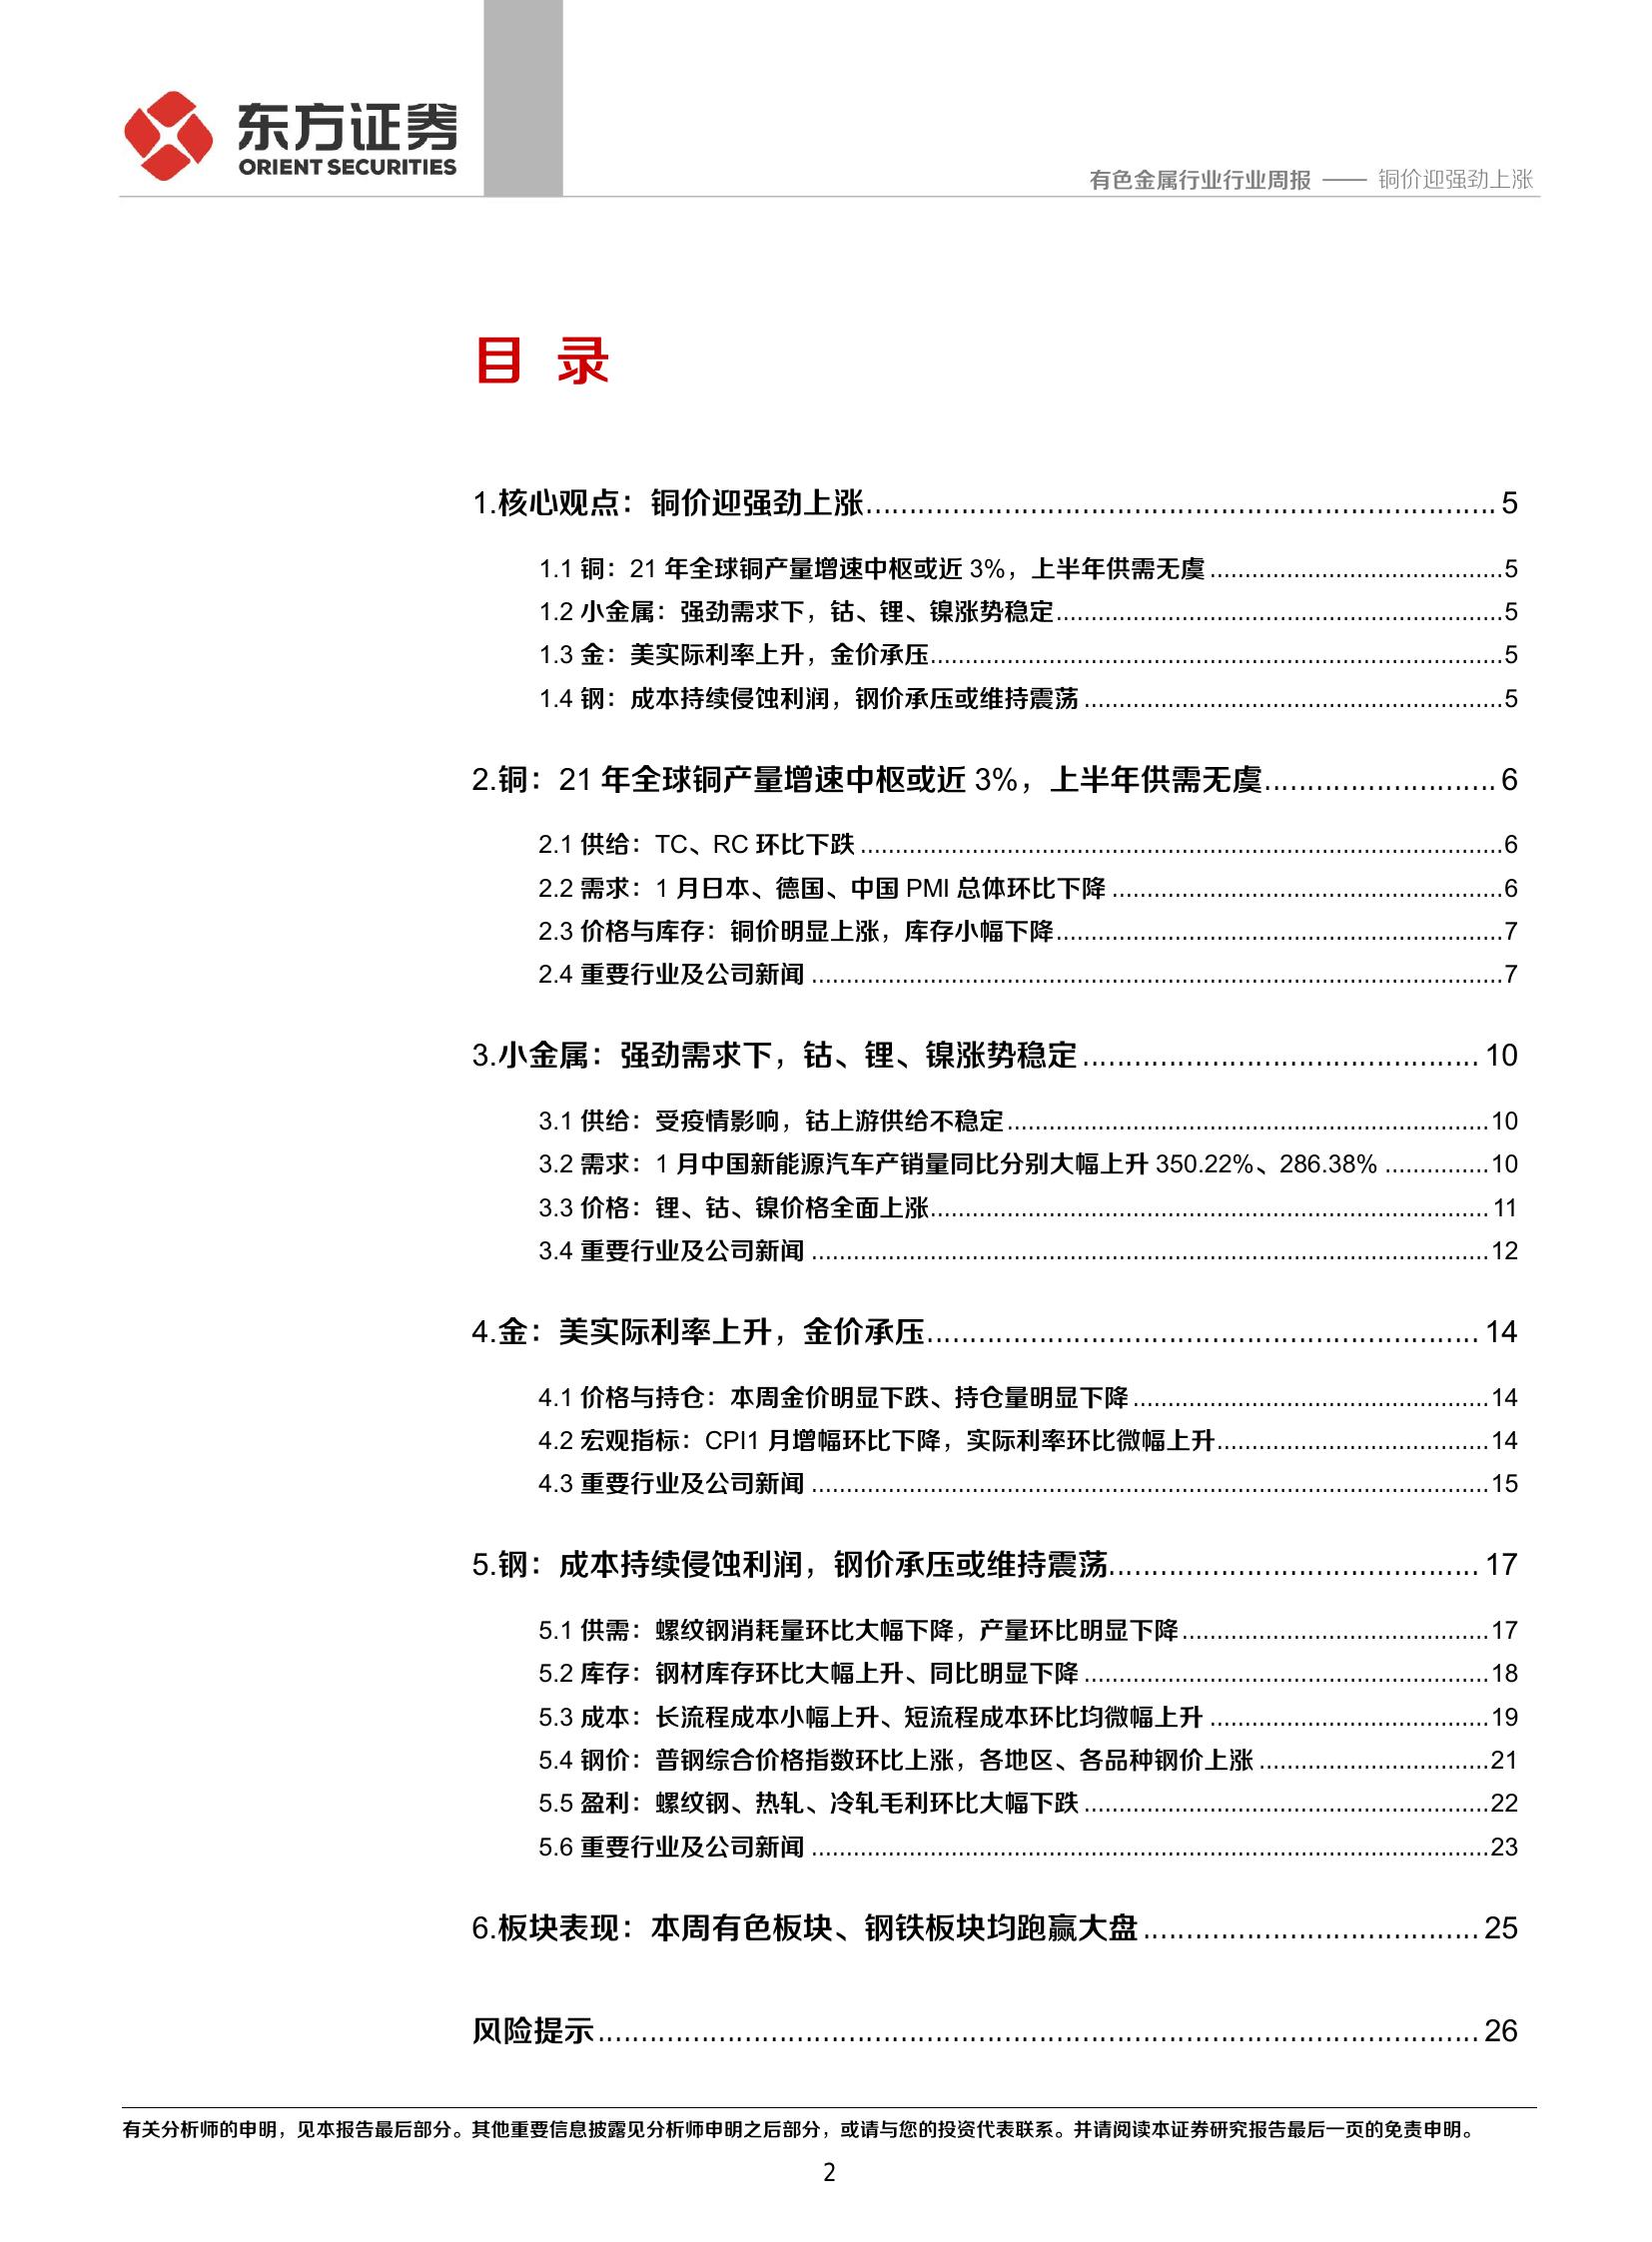 东方证券
ORIENT SECURITIES
有色金属行业行业周报 —— 铜价迎强劲上涨
目 录
1.核心观点：铜价迎强劲上涨 5
1.1 铜：21 年全球铜产量增速中枢或近 3%，上半年供需无虞 5
1.2 小金属：强劲需求下，钴、锂、镍涨势稳定 5
1.3 金：美实际利率上升，金价承压 5
1.4 钢：成本持续侵蚀利润，钢价承压或维持震荡 5
2.铜：21 年全球铜产量增速中枢或近 3%，上半年供需无虞 6
2.1 供给：TC、RC 环比下跌 6
2.2 需求：1 月日本、德国、中国 PMI 总体环比下降 6
2.3 价格与库存：铜价明显上涨，库存小幅下降 7
2.4 重要行业及公司新闻 7
3.小金属：强劲需求下，钴、锂、镍涨势稳定 10
3.1 供给：受疫情影响，钴上游供给不稳定 10
3.2 需求：1 月中国新能源汽车产销量同比分别大幅上升 350.22%、286.38% 10
3.3 价格：锂、钴、镍价格全面上涨 11
3.4 重要行业及公司新闻 12
4.金：美实际利率上升，金价承压 14
4.1 价格与持仓：本周金价明显下跌、持仓量明显下降 14
4.2 宏观指标：CPI1 月增幅环比下降，实际利率环比微幅上升 14
4.3 重要行业及公司新闻 15
5.钢：成本持续侵蚀利润，钢价承压或维持震荡 17
5.1 供需：螺纹钢消耗量环比大幅下降，产量环比明显下降 17
5.2 库存：钢材库存环比大幅上升、同比明显下降 18
5.3 成本：长流程成本小幅上升、短流程成本环比均微幅上升 19
5.4 钢价：普钢综合价格指数环比上涨，各地区、各品种钢价上涨 21
5.5 盈利：螺纹钢、热轧、冷轧毛利环比大幅下跌 22
5.6 重要行业及公司新闻 23
6.板块表现：本周有色板块、钢铁板块均跑赢大盘 25
风险提示 26
有关分析师的申明，见本报告最后部分。其他重要信息披露见分析师申明之后部分，或请与您的投资代表联系。并请阅读本证券研究报告最后一页的免责申明。
2